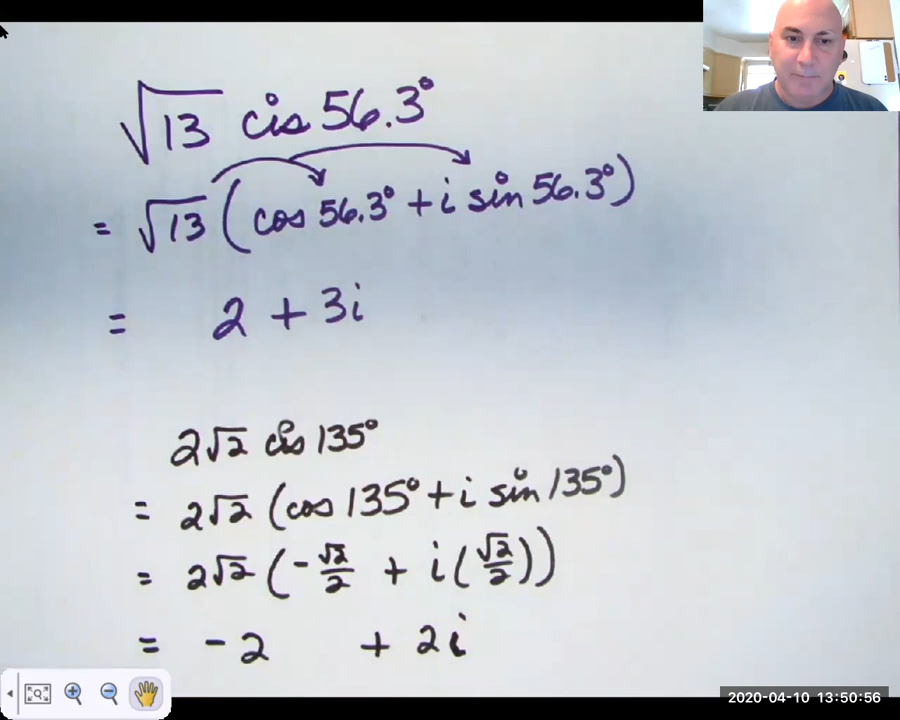 √13 cis 56.3°
= √13 (cos 56.3° + i sin 56.3°)
= 2 + 3i
2√2 cis 135°
= 2√2 (cos 135° + i sin 135°)
= 2√2 (-√2/2 + i(√2/2))
= -2 + 2i
2020-04-10 13:50:56